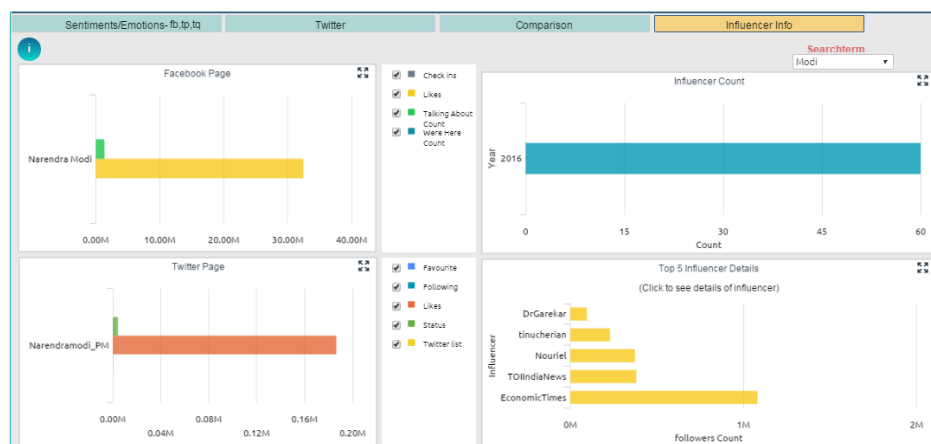 Sentiments/Emotions- fb,tp,tq
Twitter
Comparison
Influencer Info
i
Searchterm
Modi
Facebook Page
Narendra Modi
0.00M 10.00M 20.00M 30.00M 40.00M
Check ins
Likes
Talking About
Count
Were Here
Count
Influencer Count
Year
2016
0 15 30 45 60
Count
Twitter Page
Narendramodi_PM
0.00M 0.08M 0.16M
0.04M 0.12M 0.20M
Favourite
Following
Likes
Status
Twitter list
Top 5 Influencer Details
(Click to see details of influencer)
Influencer
DrGarekar
tinucherian
Nouriel
TOIIndiaNews
EconomicTimes
0M 1M 2M
followers Count